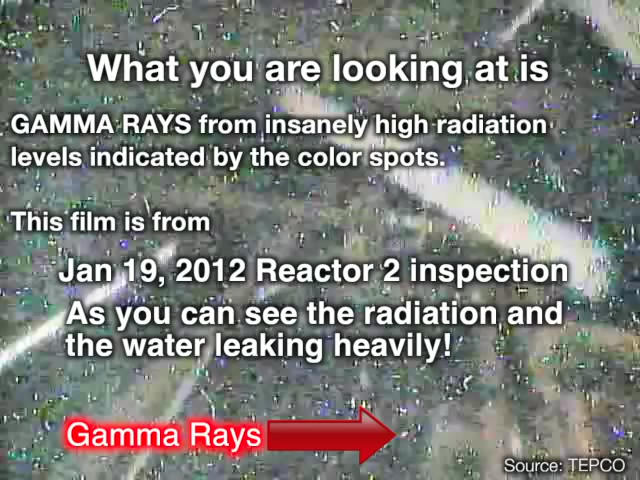 What you are looking at is
GAMMA RAYS from insanely high radiation
levels indicated by the color spots.
This film is from
Jan 19, 2012 Reactor 2 inspection
As you can see the radiation and
the water leaking heavily!
Gamma Rays
Source: TEPCO